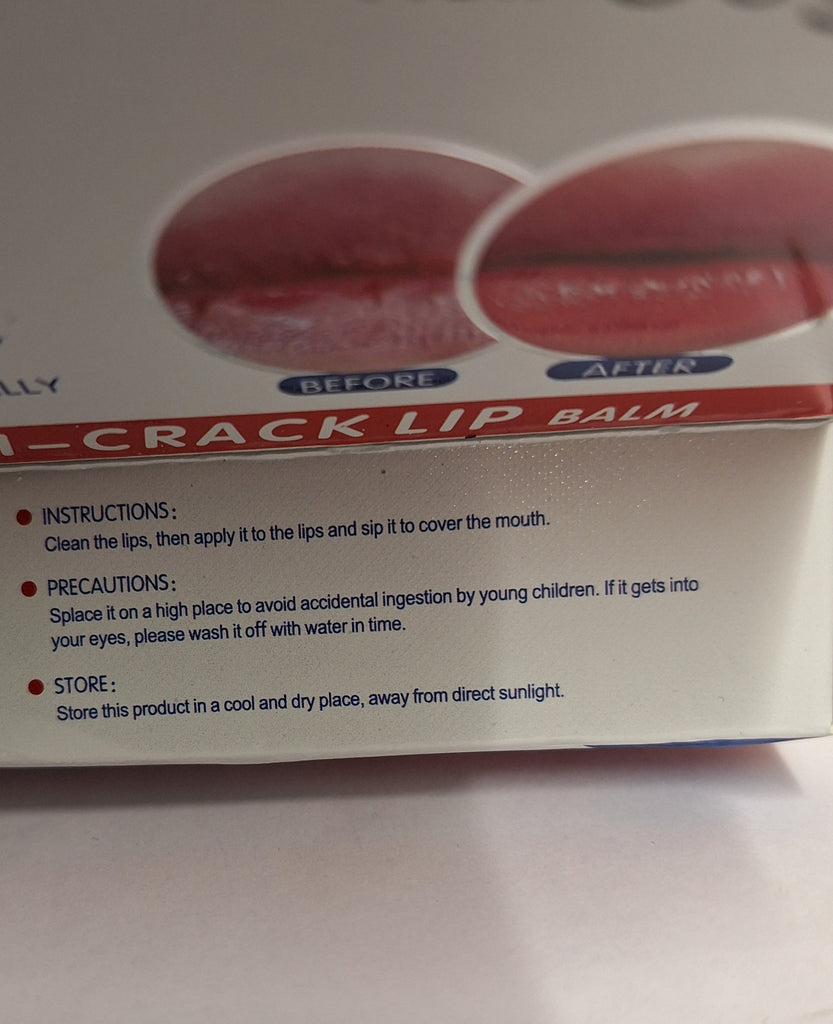 BEFORE
AFTER
-CRACK LIP BALM
INSTRUCTIONS:
Clean the lips, then apply it to the lips and sip it to cover the mouth.
PRECAUTIONS:
Splace it on a high place to avoid accidental ingestion by young children. If it gets into
your eyes, please wash it off with water in time.
STORE:
Store this product in a cool and dry place, away from direct sunlight.